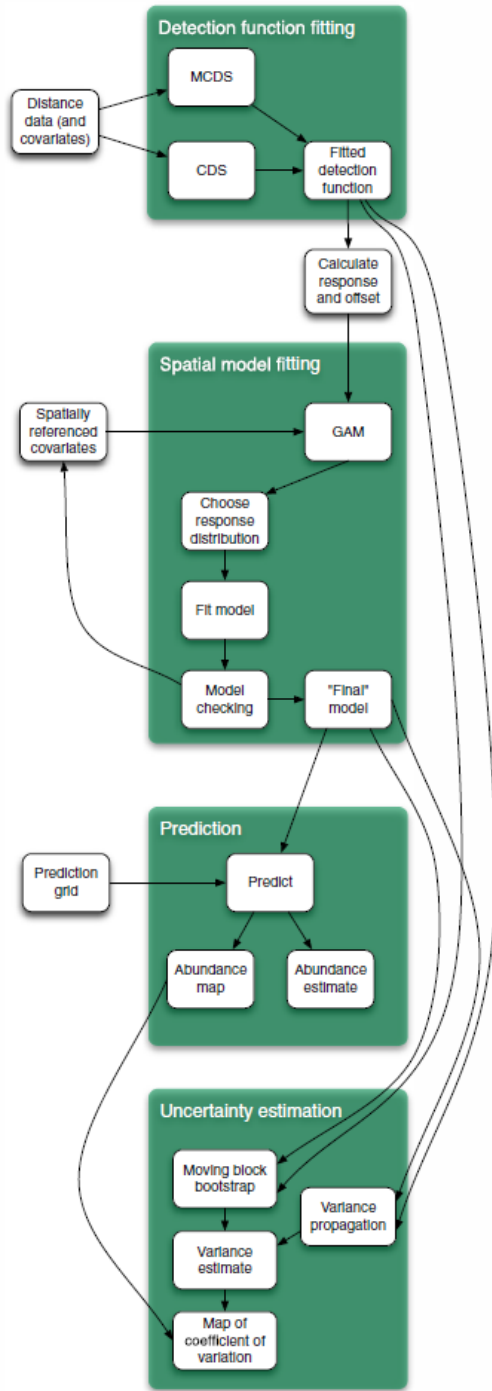 Detection function fitting
MCDS
Distance
data (and
covariates)
CDS
Fitted
detection
function
Calculate
response
and offset
Spatial model fitting
Spatially
referenced
covariates
GAM
Choose
response
distribution
Fit model
Model
checking
"Final"
model
Prediction
Prediction
grid
Predict
Abundance
map
Abundance
estimate
Uncertainty estimation
Moving block
bootstrap
Variance
propagation
Variance
estimate
Map of
coefficient of
variation